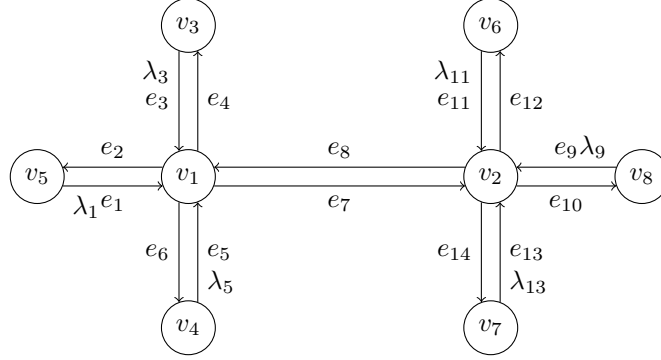 v₃ v₆
λ₃ λ₁₁
e₃ e₄ e₁₁ e₁₂
e₂ e₈ e₉λ₉
v₅ v₁ v₂ v₈
λ₁e₁ e₇ e₁₀
e₆ e₅ e₁₄ e₁₃
λ₅ λ₁₃
v₄ v₇